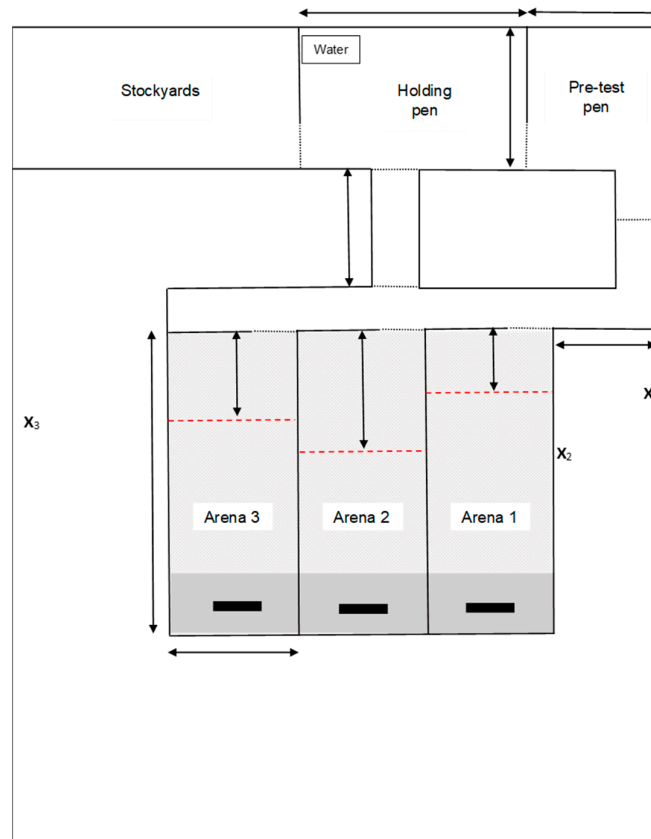 Water
Stockyards
Holding
pen
Pre-test
pen
X
X₃
X₂
Arena 3
Arena 2
Arena 1